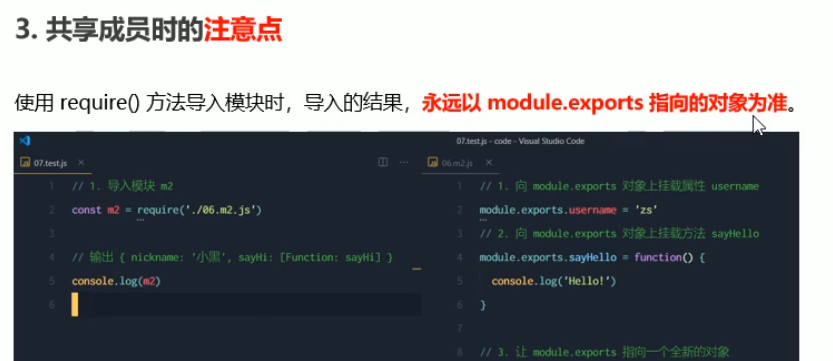 3. 共享成员时的注意点
使用 require() 方法导入模块时，导入的结果，永远以 module.exports 指向的对象为准。
07.test.js - code - Visual Studio Code
07.test.js ×
1 // 1. 导入模块 m2
2 const m2 = require('./06.m2.js')
3
4 // 输出 { nickname: '小黑', sayHi: [Function: sayHi] }
5 console.log(m2)
6
06.m2.js ×
1 // 1. 向 module.exports 对象上挂载属性 username
2 module.exports.username = 'zs'
3 // 2. 向 module.exports 对象上挂载方法 sayHello
4 module.exports.sayHello = function() {
5 console.log('Hello!')
6 }
7
8 // 3. 让 module.exports 指向一个全新的对象